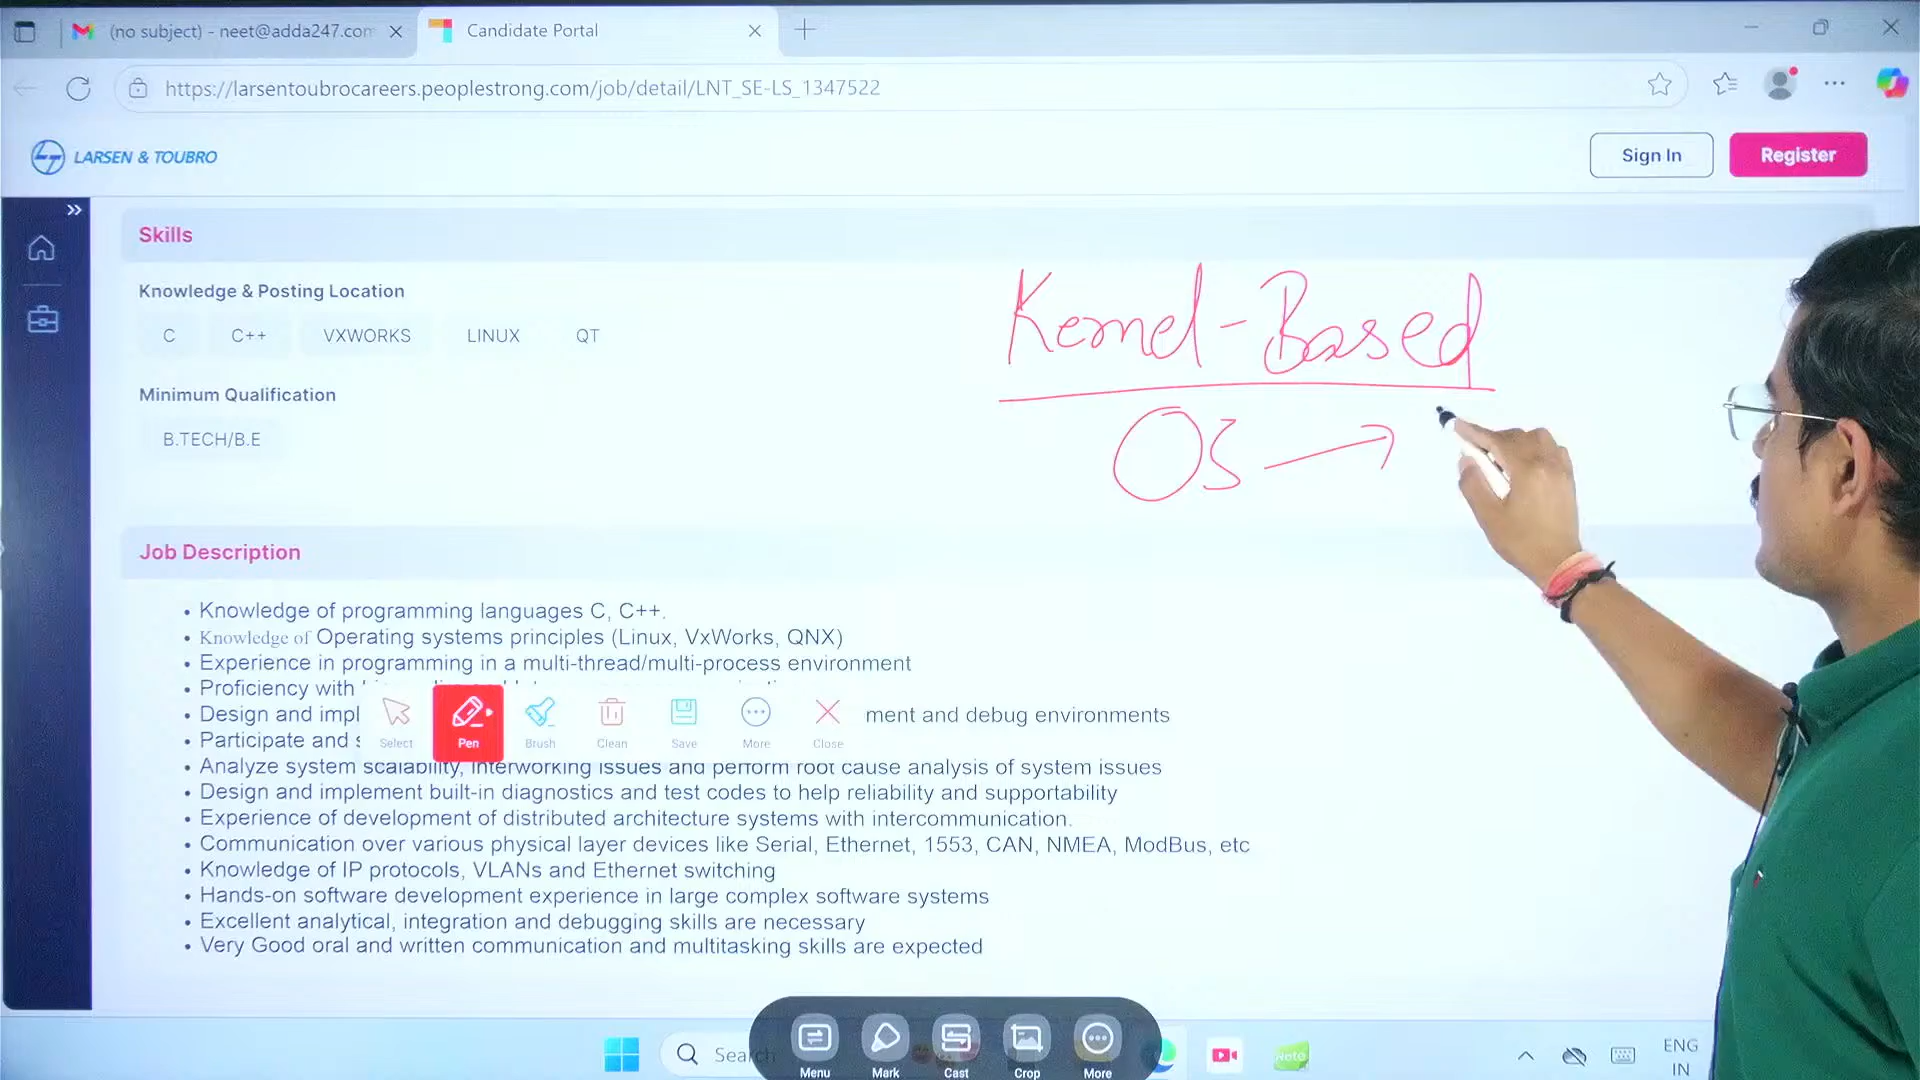 (no subject) - neet@adda247.com
Candidate Portal
https://larsentoubrocareers.peoplestrong.com/job/detail/LNT_SE-LS_1347522
LARSEN & TOUBRO
Sign In
Register
Skills
Knowledge & Posting Location
C
C++
VXWORKS
LINUX
QT
Minimum Qualification
B.TECH/B.E
Kernel-Based
OS →
Job Description
• Knowledge of programming languages C, C++.
• Knowledge of Operating systems principles (Linux, VxWorks, QNX)
• Experience in programming in a multi-thread/multi-process environment
• Proficiency with
• Design and impl ment and debug environments
• Participate and s
Select
Pen
Brush
Clean
Save
More
Close
• Analyze system scalability, interworking issues and perform root cause analysis of system issues
• Design and implement built-in diagnostics and test codes to help reliability and supportability
• Experience of development of distributed architecture systems with intercommunication.
• Communication over various physical layer devices like Serial, Ethernet, 1553, CAN, NMEA, ModBus, etc
• Knowledge of IP protocols, VLANs and Ethernet switching
• Hands-on software development experience in large complex software systems
• Excellent analytical, integration and debugging skills are necessary
• Very Good oral and written communication and multitasking skills are expected
Search
Menu
Mark
Cast
Crop
More
Note
ENG
IN